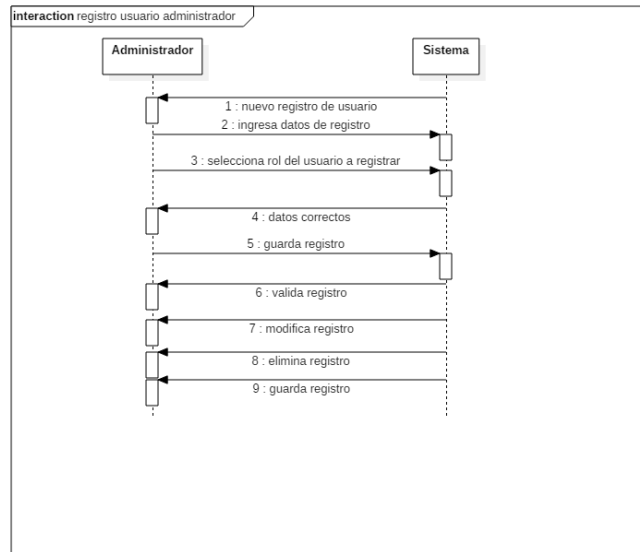 interaction registro usuario administrador
Administrador
Sistema
1 : nuevo registro de usuario
2 : ingresa datos de registro
3 : selecciona rol del usuario a registrar
4 : datos correctos
5 : guarda registro
6 : valida registro
7 : modifica registro
8 : elimina registro
9 : guarda registro